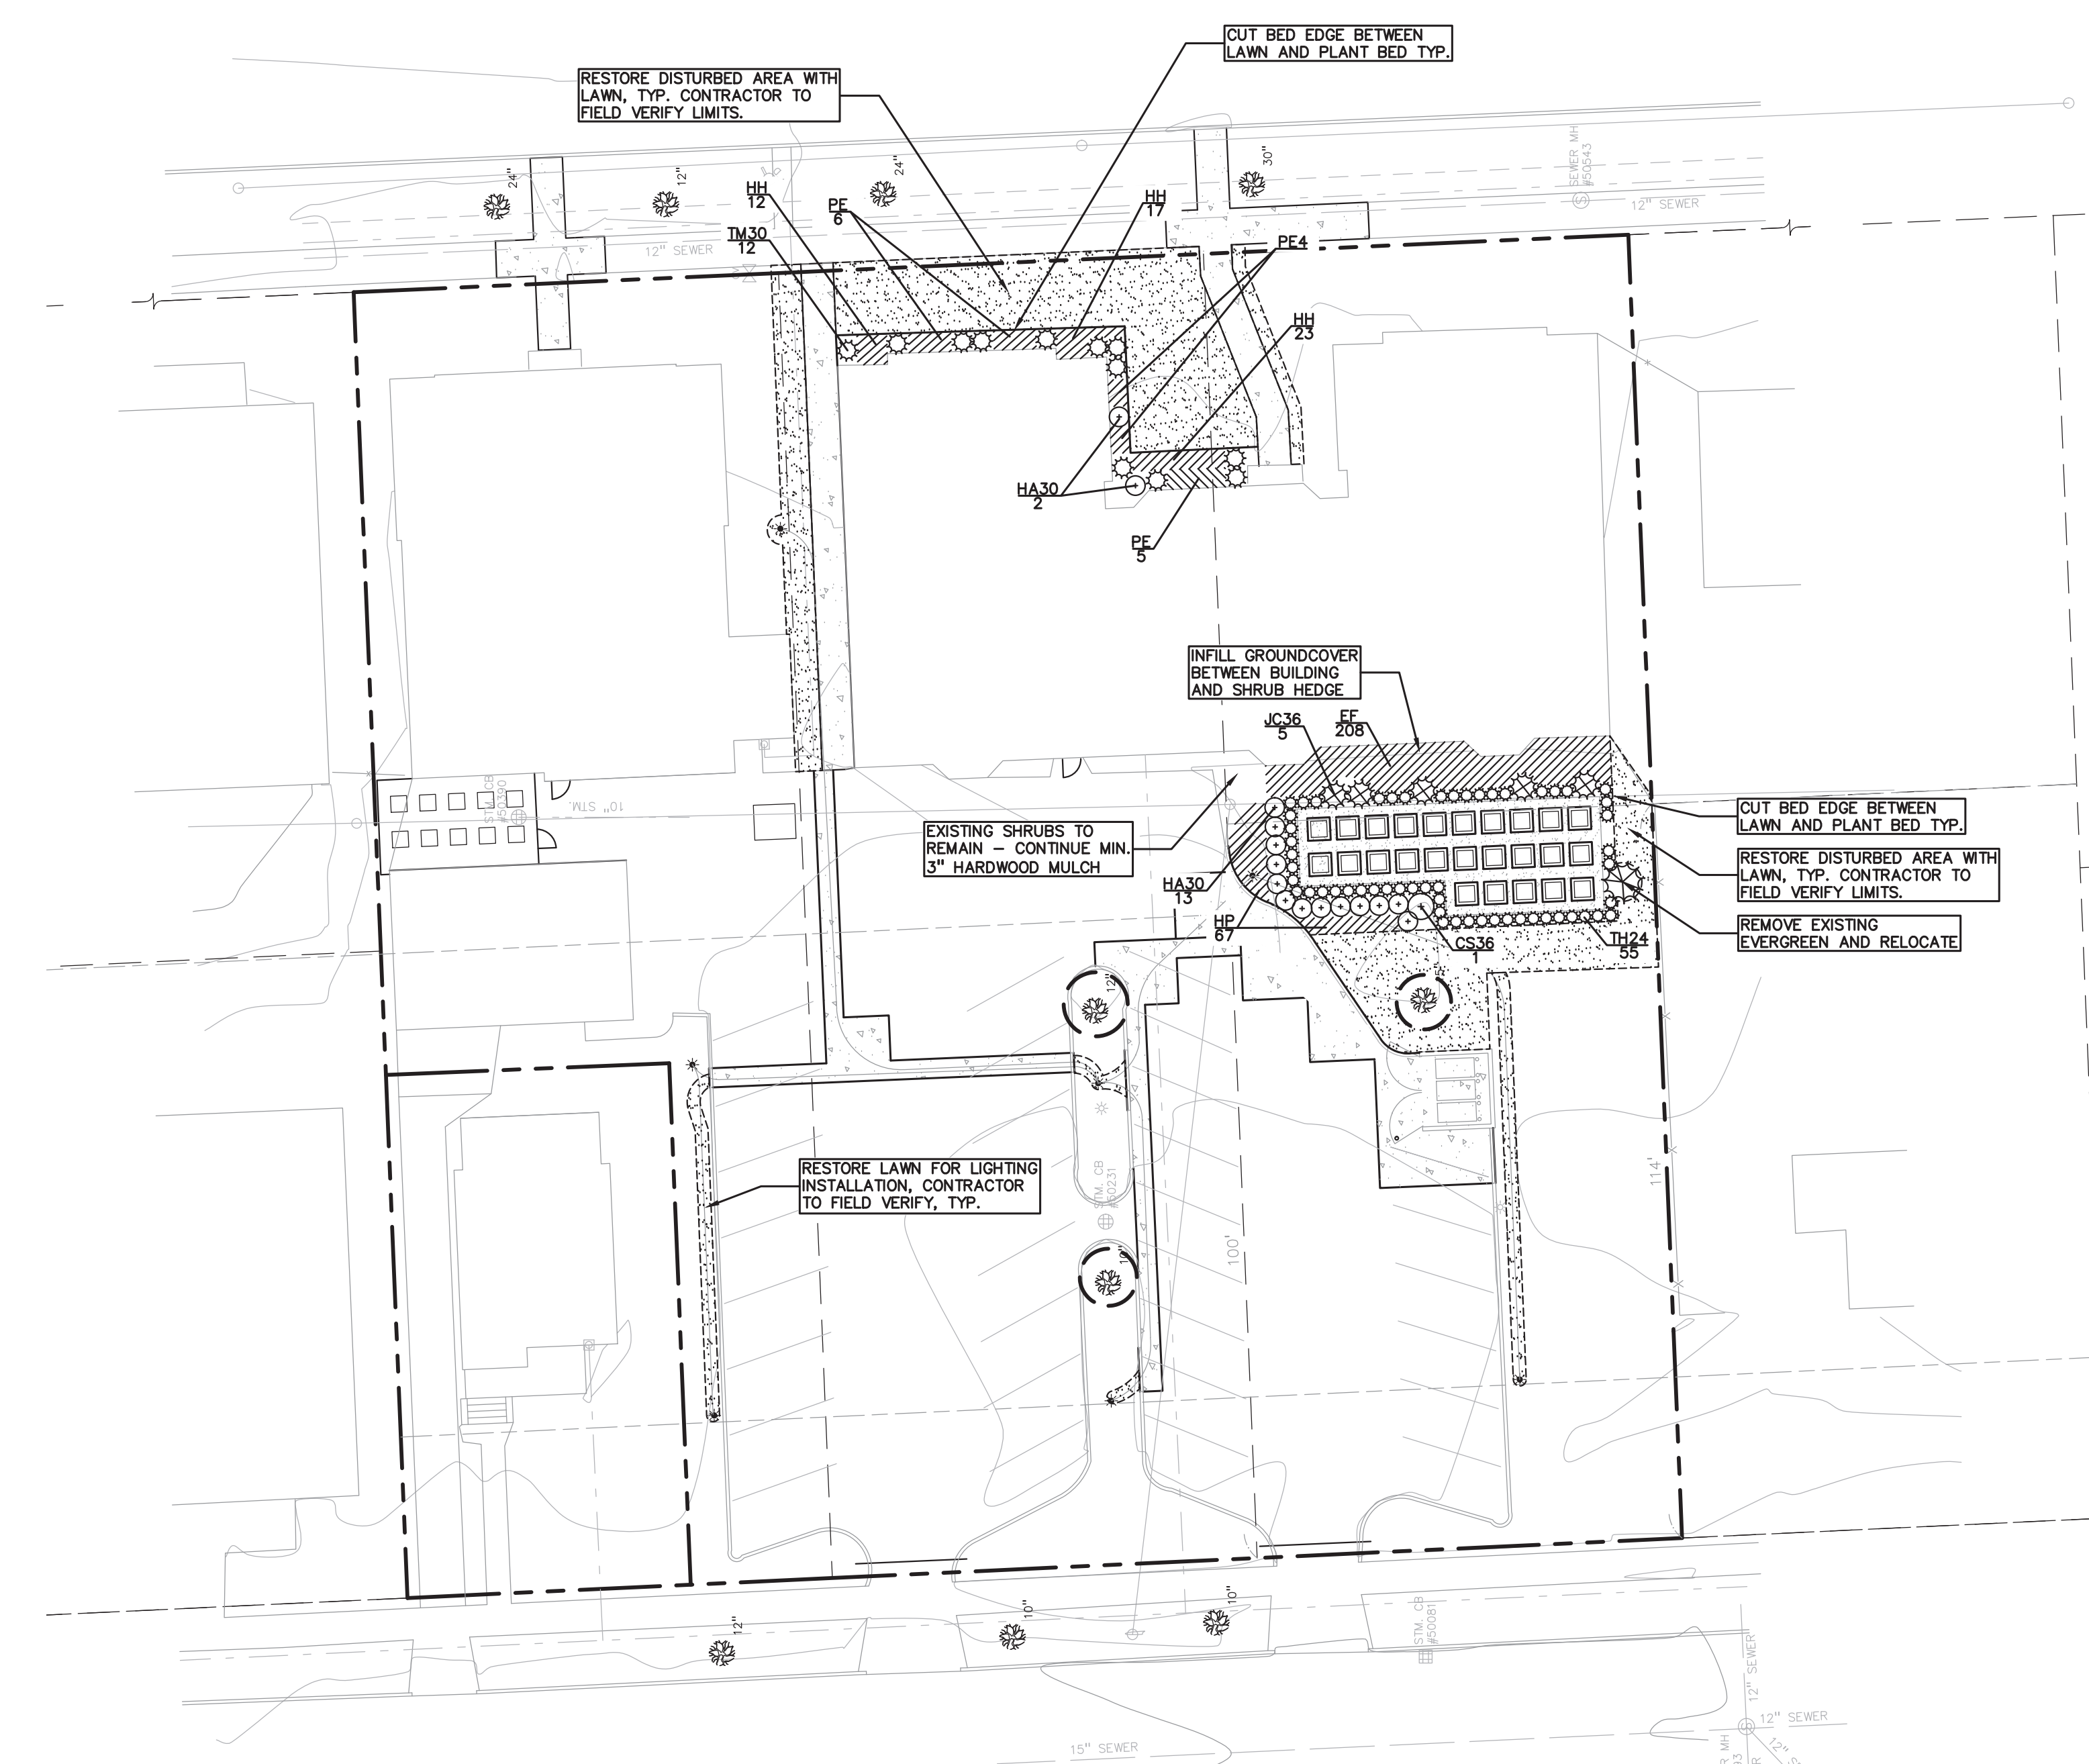 CUT BED EDGE BETWEEN
LAWN AND PLANT BED TYP.
RESTORE DISTURBED AREA WITH
LAWN, TYP. CONTRACTOR TO
FIELD VERIFY LIMITS.
24"
12"
24"
30"
SEWER MH
#50543
12" SEWER
12" SEWER
HH
12
PE
6
HH
17
TM30
12
PE4
HH
23
HA30
2
PE
5
INFILL GROUNDCOVER
BETWEEN BUILDING
AND SHRUB HEDGE
JC36
5
EF
208
STM. CB
#50390
10" STM.
EXISTING SHRUBS TO
REMAIN – CONTINUE MIN.
3" HARDWOOD MULCH
CUT BED EDGE BETWEEN
LAWN AND PLANT BED TYP.
RESTORE DISTURBED AREA WITH
LAWN, TYP. CONTRACTOR TO
FIELD VERIFY LIMITS.
HA30
13
HP
67
CS36
1
TH24
55
REMOVE EXISTING
EVERGREEN AND RELOCATE
12"
RESTORE LAWN FOR LIGHTING
INSTALLATION, CONTRACTOR
TO FIELD VERIFY, TYP.
STM. CB
#50231
114'
100'
10"
12"
10"
10"
STM. CB
#50081
12" SEWER
12" SEWER
15" SEWER
12"